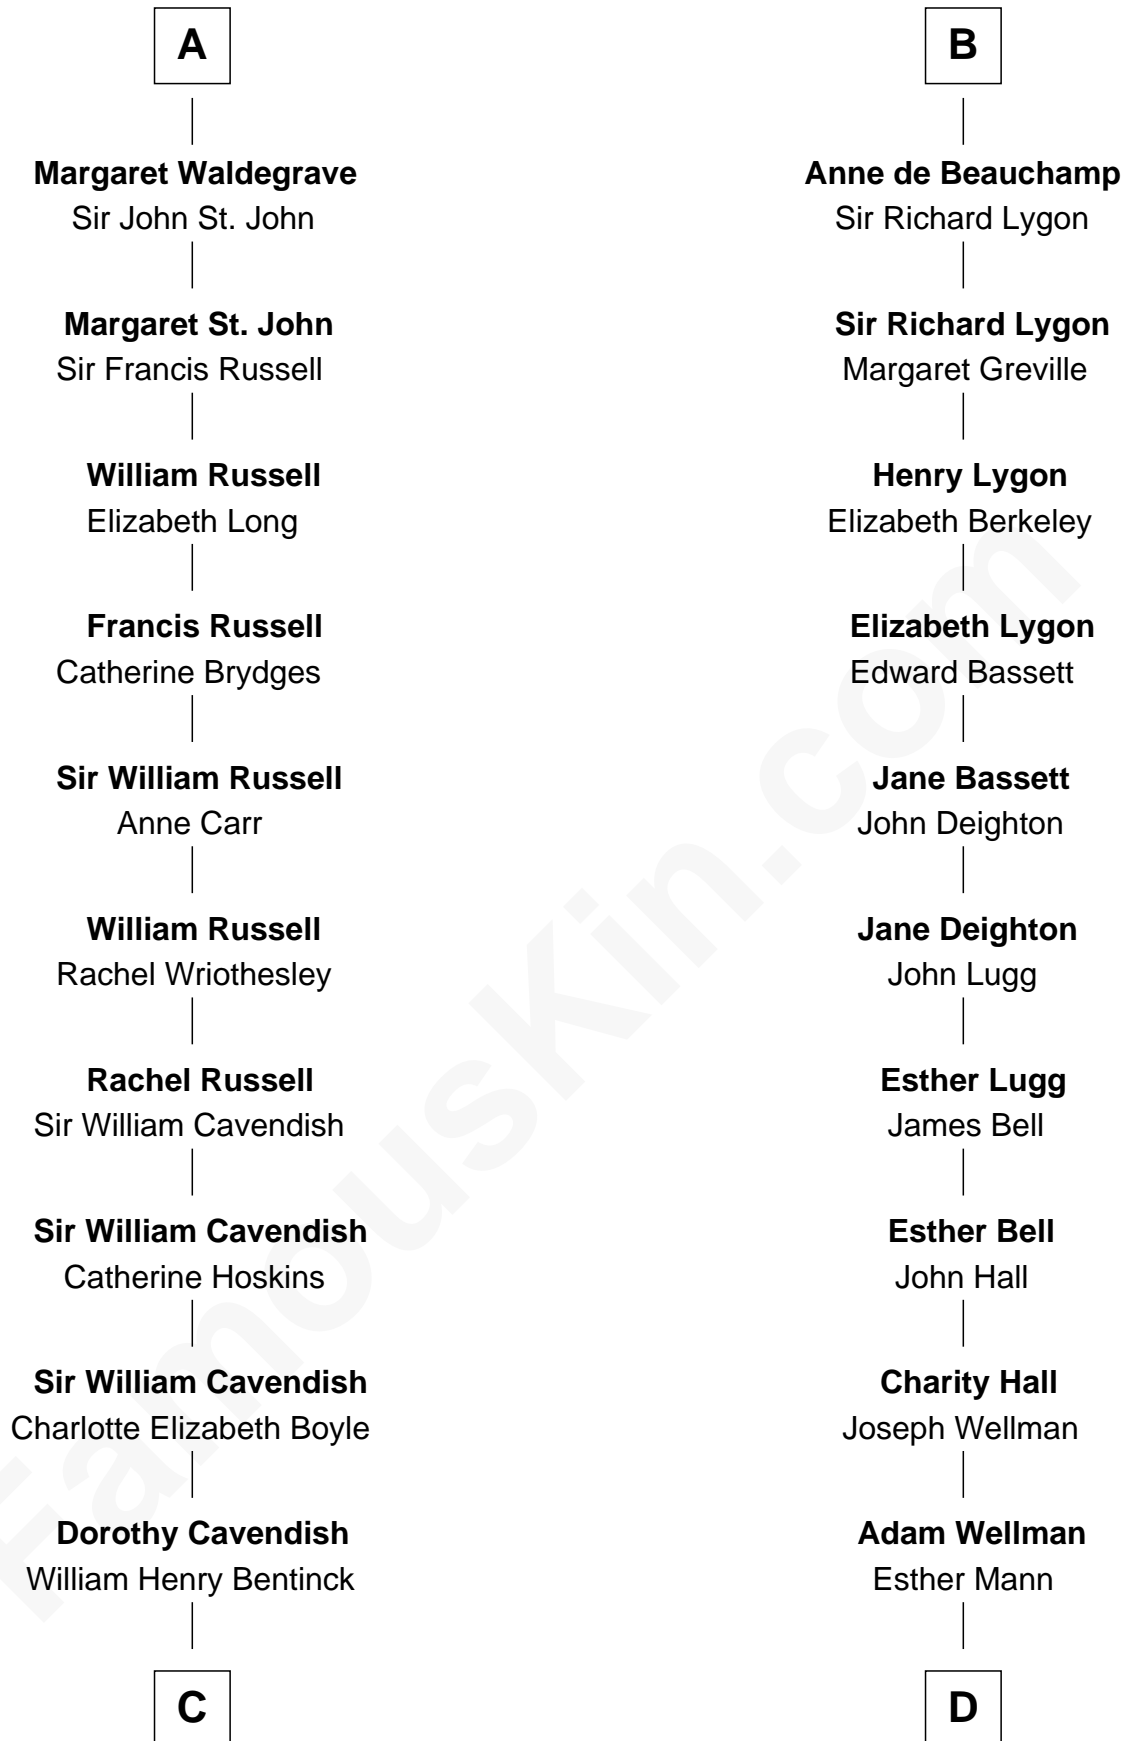 A
Margaret Waldegrave
Sir John St. John
Margaret St. John
Sir Francis Russell
William Russell
Elizabeth Long
Francis Russell
Catherine Brydges
Sir William Russell
Anne Carr
William Russell
Rachel Wriothesley
Rachel Russell
Sir William Cavendish
Sir William Cavendish
Catherine Hoskins
Sir William Cavendish
Charlotte Elizabeth Boyle
Dorothy Cavendish
William Henry Bentinck
C
B
Anne de Beauchamp
Sir Richard Lygon
Sir Richard Lygon
Margaret Greville
Henry Lygon
Elizabeth Berkeley
Elizabeth Lygon
Edward Bassett
Jane Bassett
John Deighton
Jane Deighton
John Lugg
Esther Lugg
James Bell
Esther Bell
John Hall
Charity Hall
Joseph Wellman
Adam Wellman
Esther Mann
D
FamousKin.com